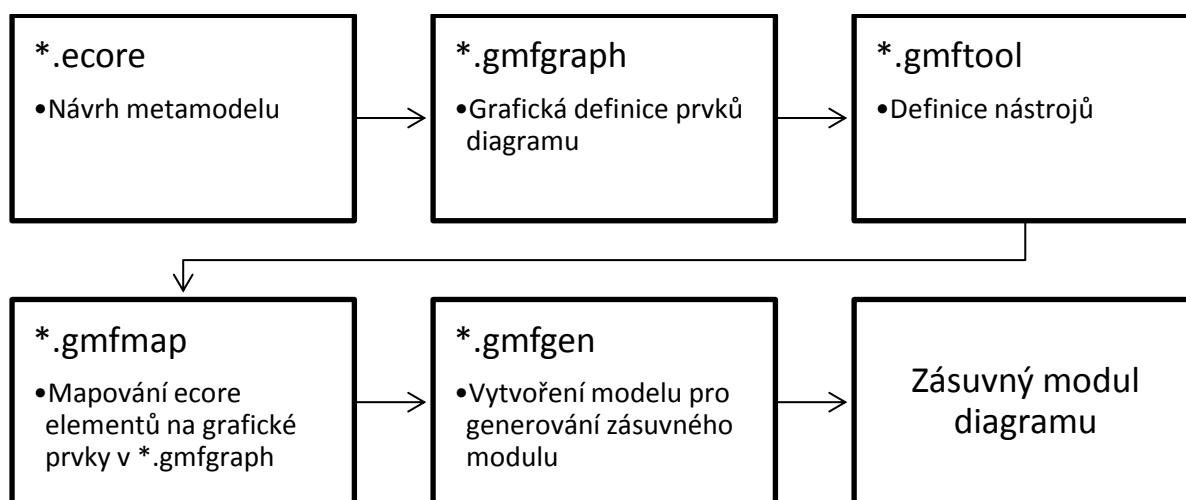 *.ecore
•Návrh metamodelu
*.gmfgraph
•Grafická definice prvků
diagramu
*.gmftool
•Definice nástrojů
*.gmfmap
•Mapování ecore
elementů na grafické
prvky v *.gmfgraph
*.gmfgen
•Vytvoření modelu pro
generování zásuvného
modulu
Zásuvný modul
diagramu